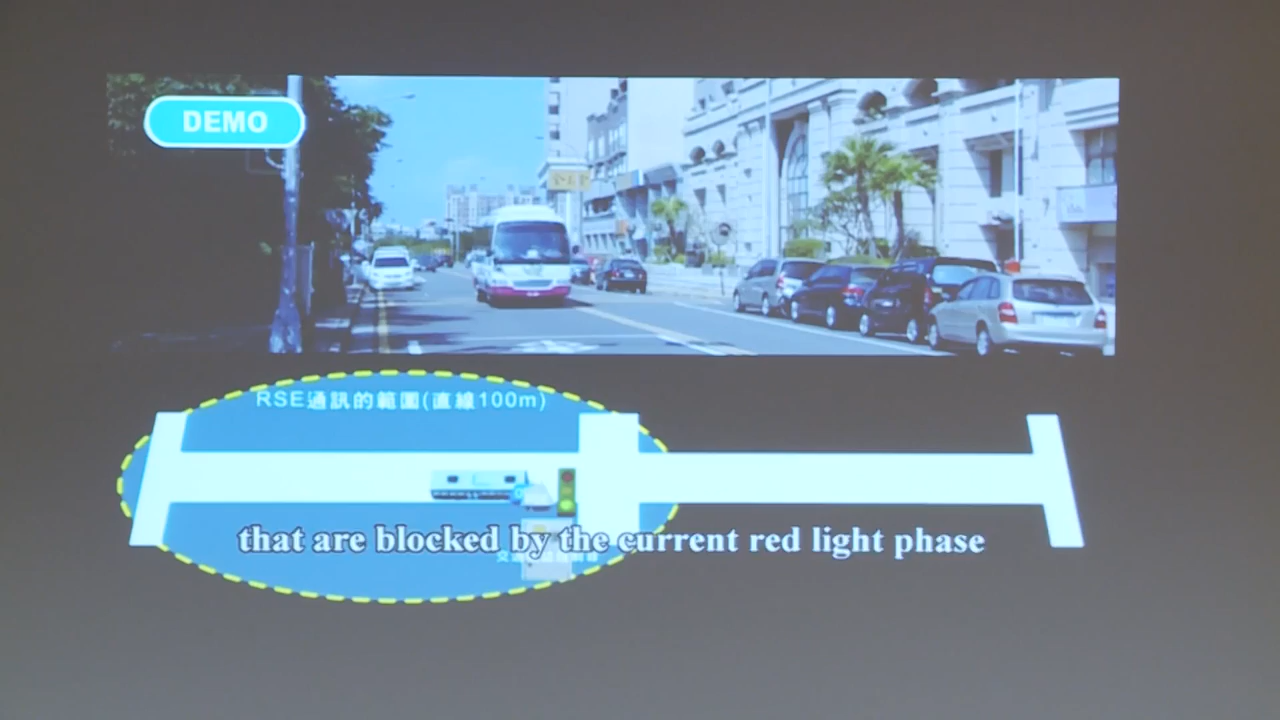 DEMO
RSE通訊的範圍(直線100m)
that are blocked by the current red light phase